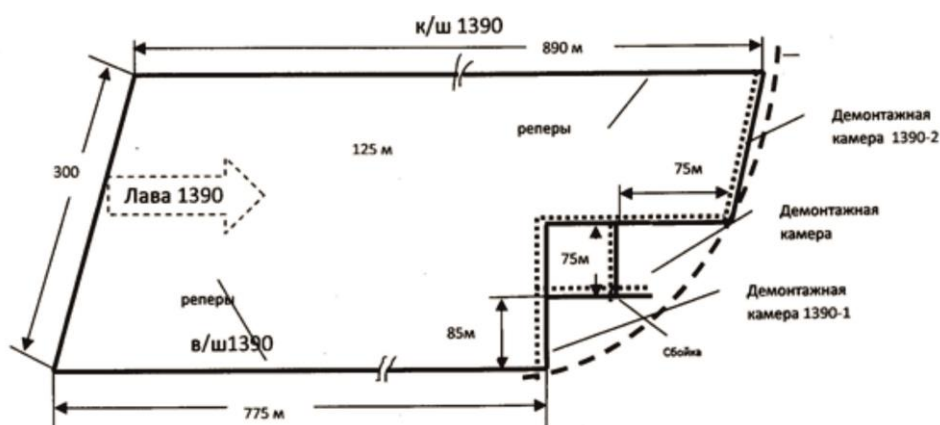 к/ш 1390
890 м
реперы
Демонтажная
камера 1390-2
125 м
75м
300
Лава 1390
Демонтажная
камера
75м
реперы
Демонтажная
камера 1390-1
85м
в/ш1390
Сбойка
775 м